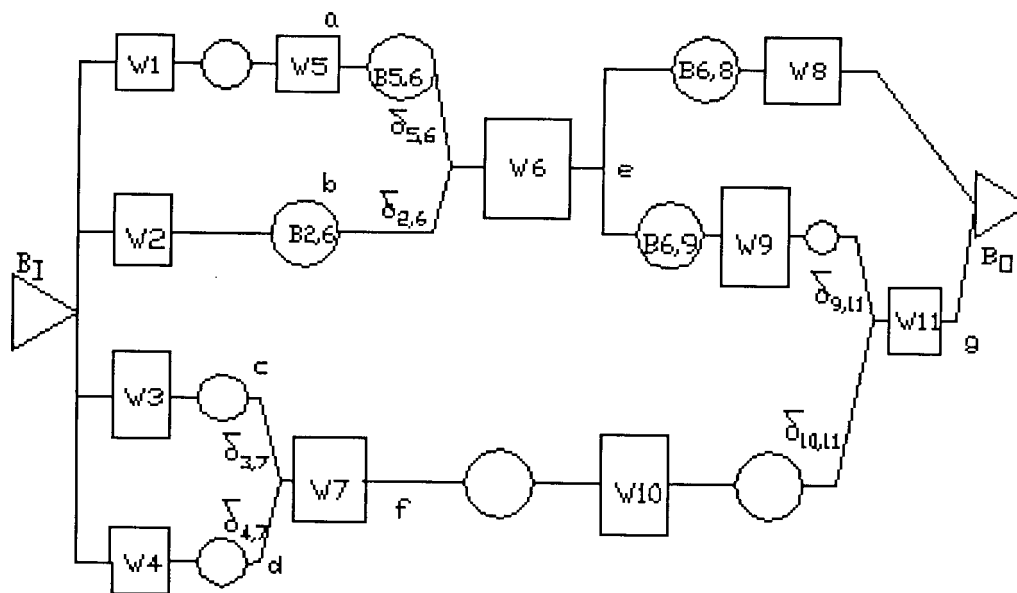 a
W1
W5
B5,6
B6,8
W8
δ5,6
W6
b
δ2,6
e
W2
B2,6
B6,9
W9
BI
BO
δ9,11
W11
g
c
W3
δ3,7
δ10,11
W7
f
W10
δ4,7
W4
d